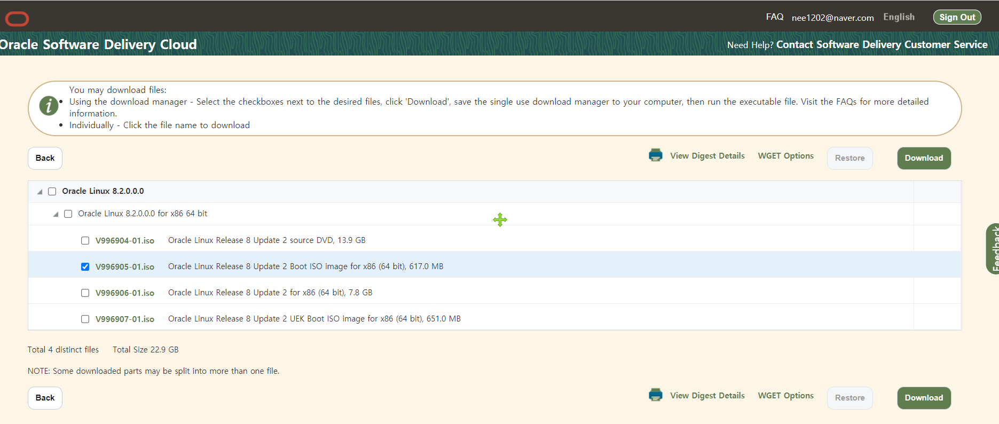 FAQ nee1202@naver.com English Sign Out
Oracle Software Delivery Cloud Need Help? Contact Software Delivery Customer Service
You may download files:
Using the download manager - Select the checkboxes next to the desired files, click 'Download', save the single use download manager to your computer, then run the executable file. Visit the FAQs for more detailed
information.
Individually - Click the file name to download
Back View Digest Details WGET Options Restore Download
Oracle Linux 8.2.0.0.0
Oracle Linux 8.2.0.0.0 for x86 64 bit
V996904-01.iso Oracle Linux Release 8 Update 2 source DVD, 13.9 GB
V996905-01.iso Oracle Linux Release 8 Update 2 Boot ISO image for x86 (64 bit), 617.0 MB
V996906-01.iso Oracle Linux Release 8 Update 2 for x86 (64 bit), 7.8 GB
V996907-01.iso Oracle Linux Release 8 Update 2 UEK Boot ISO image for x86 (64 bit), 651.0 MB
Feedback
Total 4 distinct files Total Size 22.9 GB
NOTE: Some downloaded parts may be split into more than one file.
Back View Digest Details WGET Options Restore Download